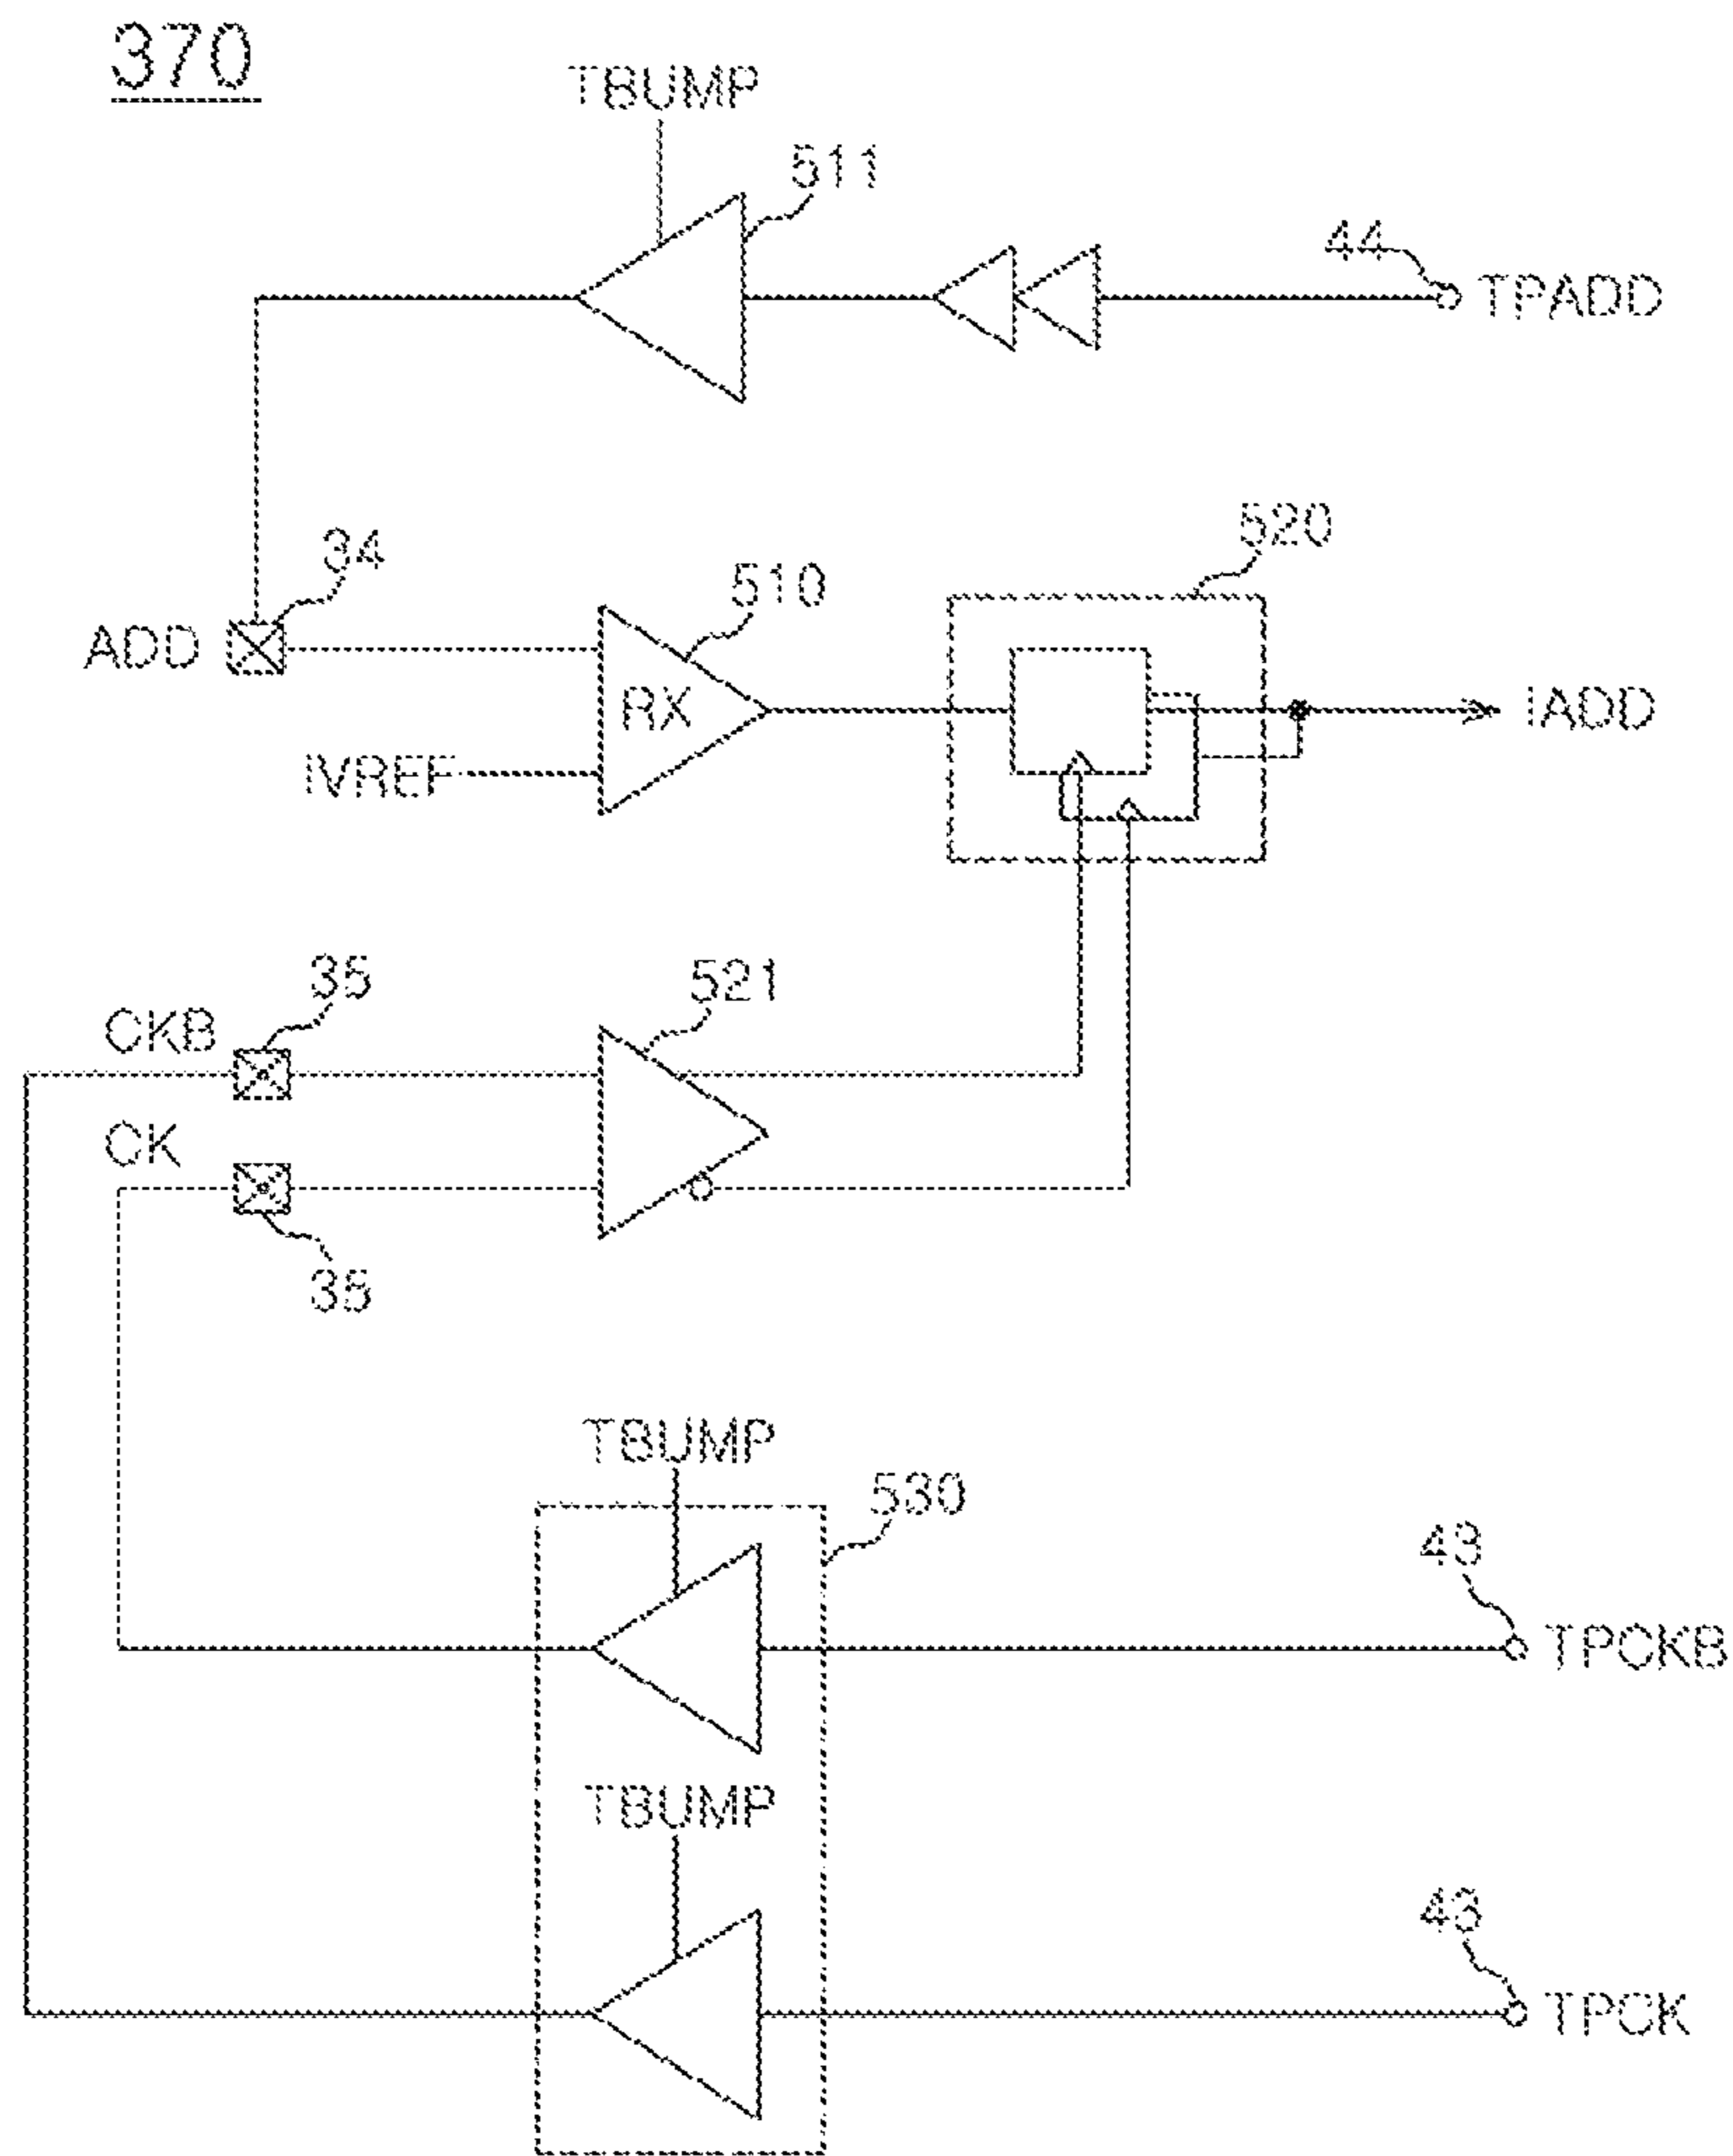 370
TBUMP
511
44
TPADD
34
510
520
ADD
RX
IADD
IVREF
35
521
CKB
CK
35
TBUMP
530
43
TPCKB
TBUMP
43
TPCK